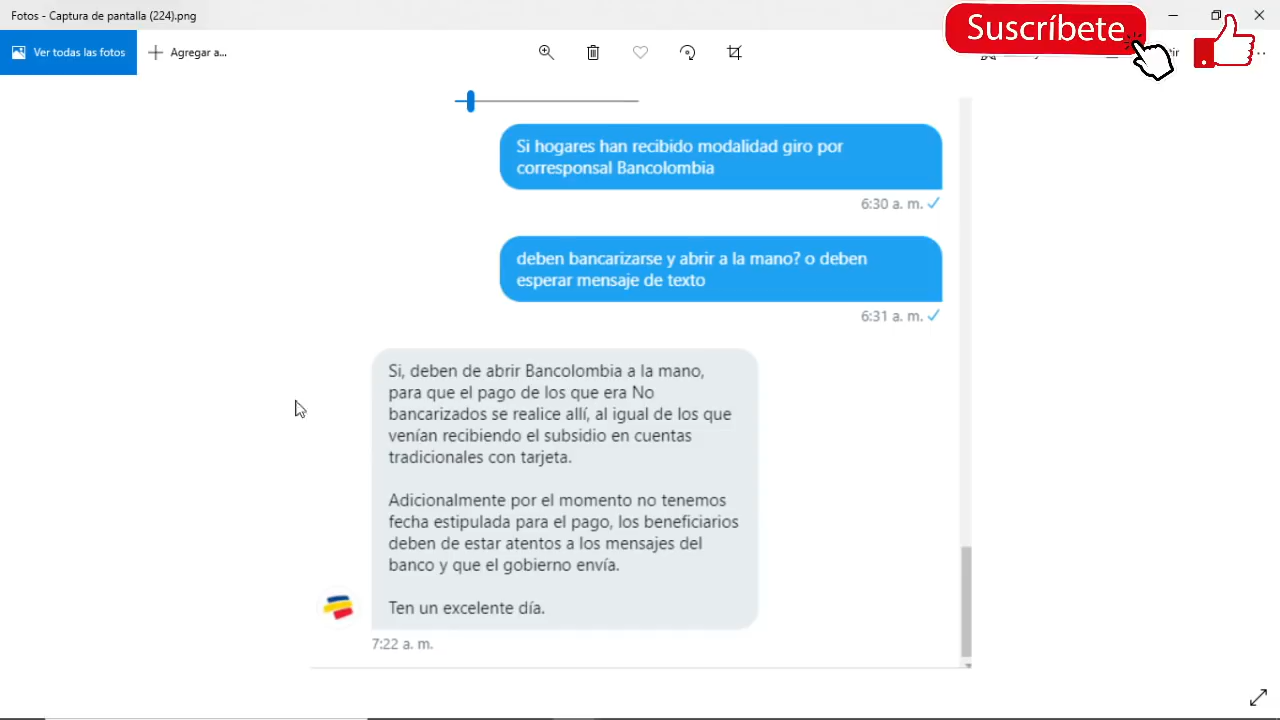 Fotos - Captura de pantalla (224).png
Suscríbete
Ver todas las fotos
Agregar a...
Si hogares han recibido modalidad giro por
corresponsal Bancolombia
6:30 a. m.
deben bancarizarse y abrir a la mano? o deben
esperar mensaje de texto
6:31 a. m.
Si, deben de abrir Bancolombia a la mano,
para que el pago de los que era No
bancarizados se realice allí, al igual de los que
venían recibiendo el subsidio en cuentas
tradicionales con tarjeta.
Adicionalmente por el momento no tenemos
fecha estipulada para el pago, los beneficiarios
deben de estar atentos a los mensajes del
banco y que el gobierno envía.
Ten un excelente día.
7:22 a. m.